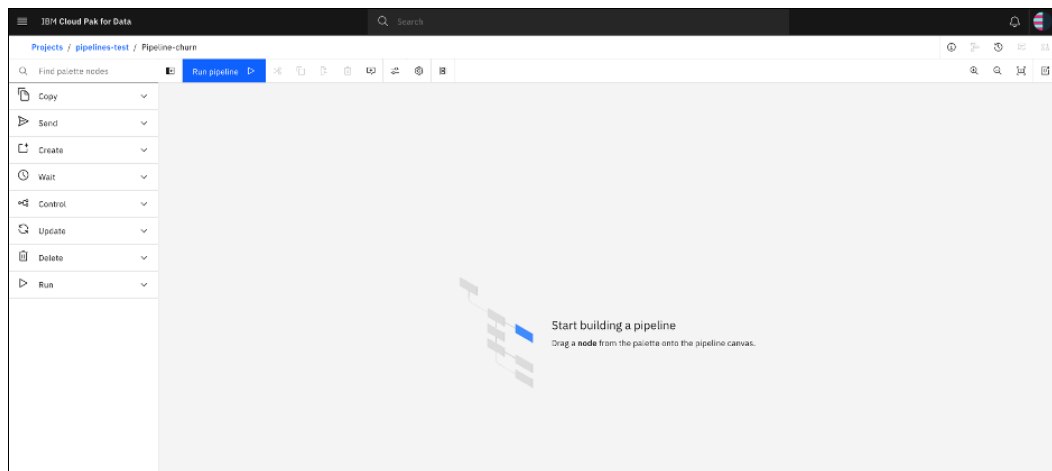 IBM Cloud Pak for Data
Search
Projects / pipelines-test / Pipeline-churn
Find palette nodes
Run pipeline
Copy
Send
Create
Wait
Control
Update
Delete
Run
Start building a pipeline
Drag a node from the palette onto the pipeline canvas.